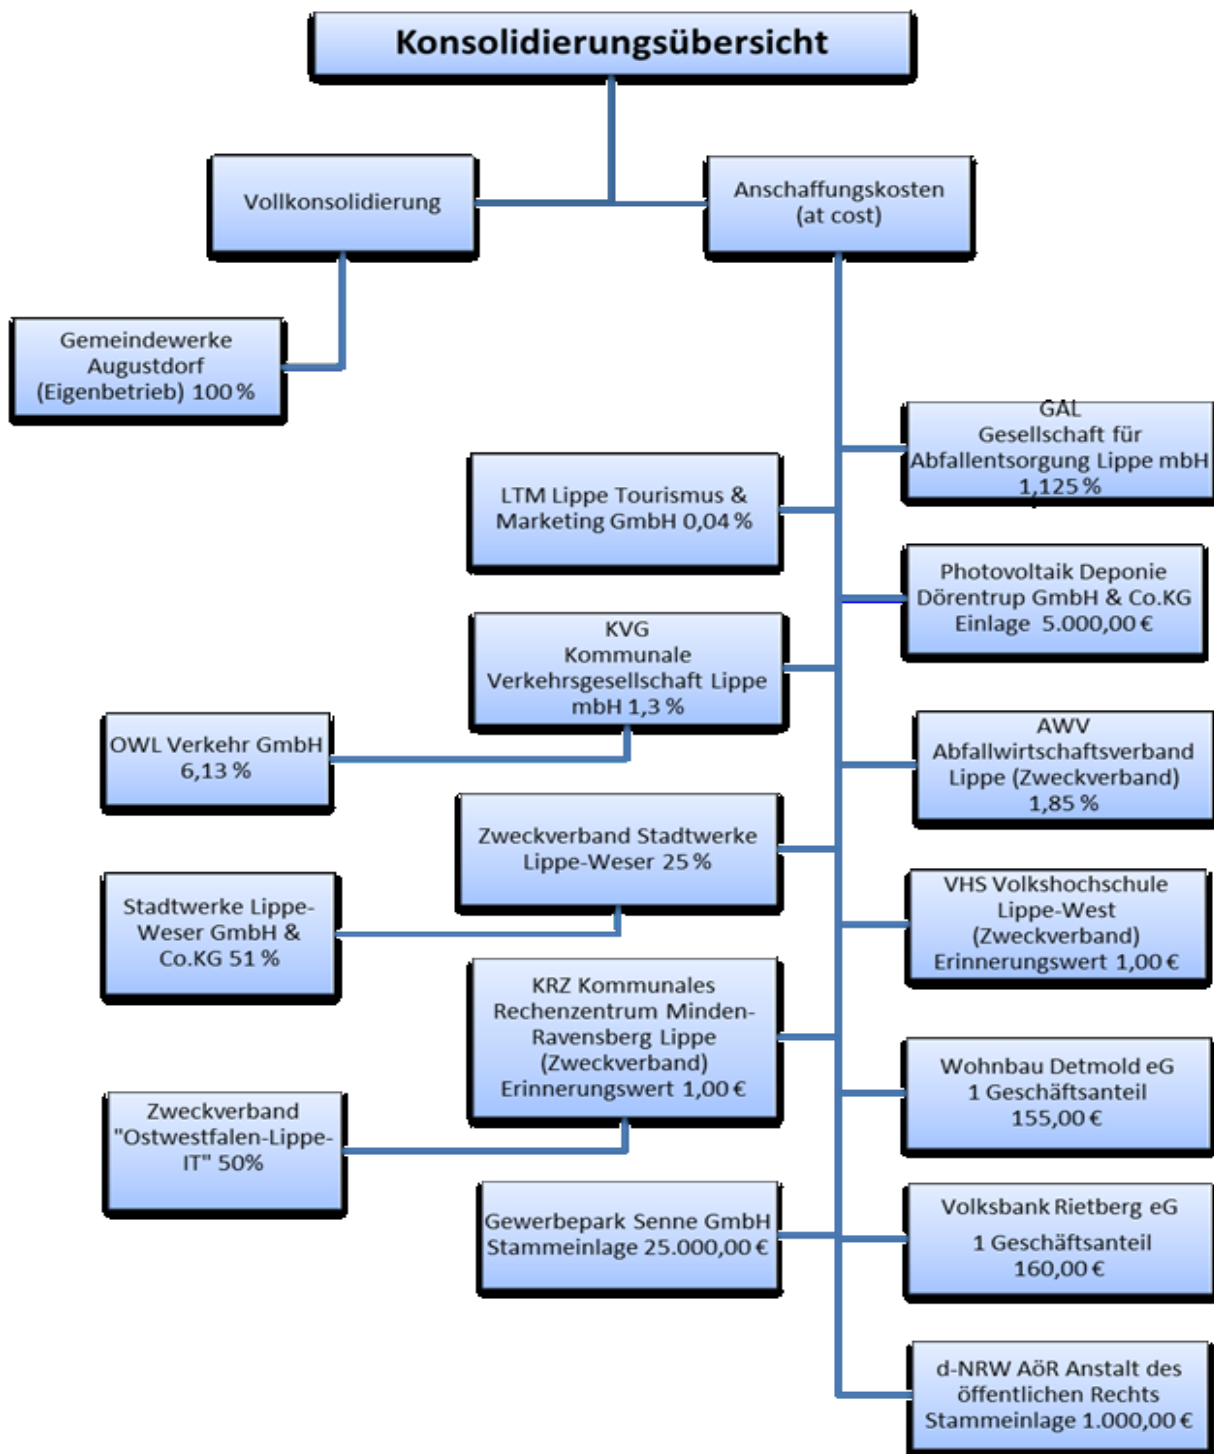 Konsolidierungsübersicht
Vollkonsolidierung
Anschaffungskosten
(at cost)
Gemeindewerke
Augustdorf
(Eigenbetrieb) 100 %
GAL
Gesellschaft für
Abfallentsorgung Lippe mbH
1,125 %
LTM Lippe Tourismus &
Marketing GmbH 0,04 %
Photovoltaik Deponie
Dörentrup GmbH & Co.KG
Einlage 5.000,00 €
KVG
Kommunale
Verkehrsgesellschaft Lippe
mbH 1,3 %
OWL Verkehr GmbH
6,13 %
AWV
Abfallwirtschaftsverband
Lippe (Zweckverband)
1,85 %
Zweckverband Stadtwerke
Lippe-Weser 25 %
Stadtwerke Lippe-
Weser GmbH &
Co.KG 51 %
VHS Volkshochschule
Lippe-West
(Zweckverband)
Erinnerungswert 1,00 €
KRZ Kommunales
Rechenzentrum Minden-
Ravensberg Lippe
(Zweckverband)
Erinnerungswert 1,00 €
Wohnbau Detmold eG
1 Geschäftsanteil
155,00 €
Zweckverband
"Ostwestfalen-Lippe-
IT" 50%
Gewerbepark Senne GmbH
Stammeinlage 25.000,00 €
Volksbank Rietberg eG
1 Geschäftsanteil
160,00 €
d-NRW AöR Anstalt des
öffentlichen Rechts
Stammeinlage 1.000,00 €